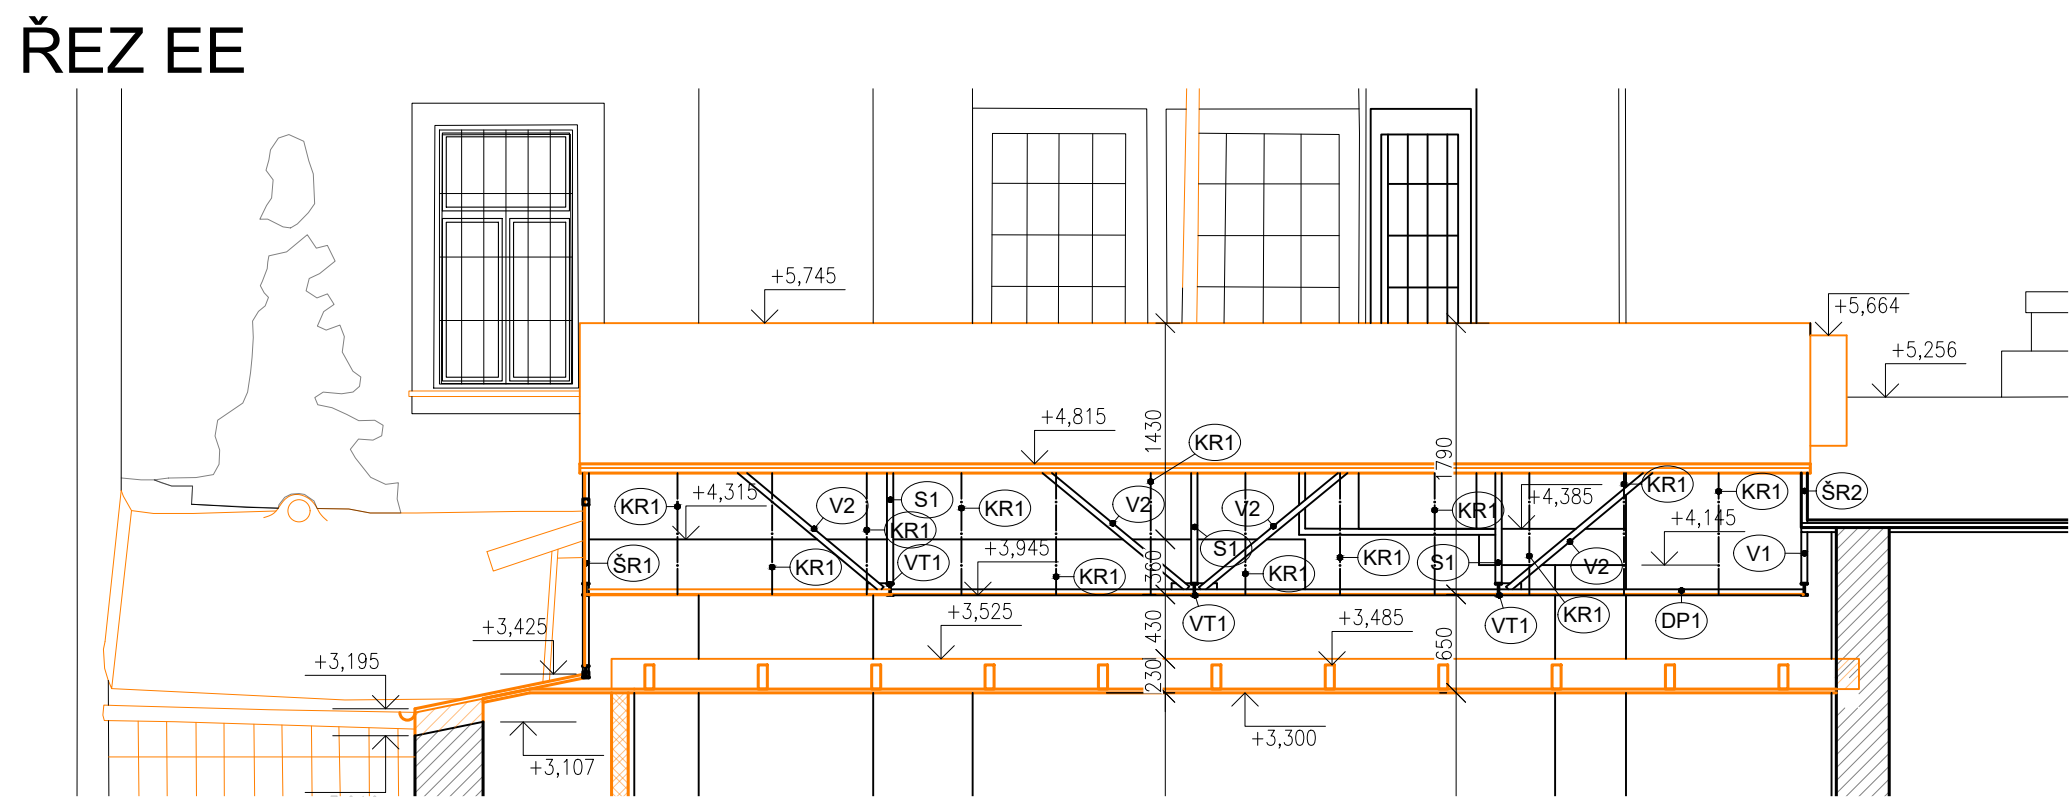 ŘEZ EE
+5,745
+5,664
+5,256
+4,815
1430
KR1
1790
KR1
+4,315
V2
S1
KR1
V2
V2
KR1
+4,385
KR1
KR1
ŠR2
KR1
S1
+4,145
ŠR1
KR1
VT1
+3,945
KR1
360
KR1
KR1
S1
V2
V1
+3,425
+3,525
430
VT1
+3,485
650
VT1
KR1
DP1
+3,195
230
+3,107
+3,300